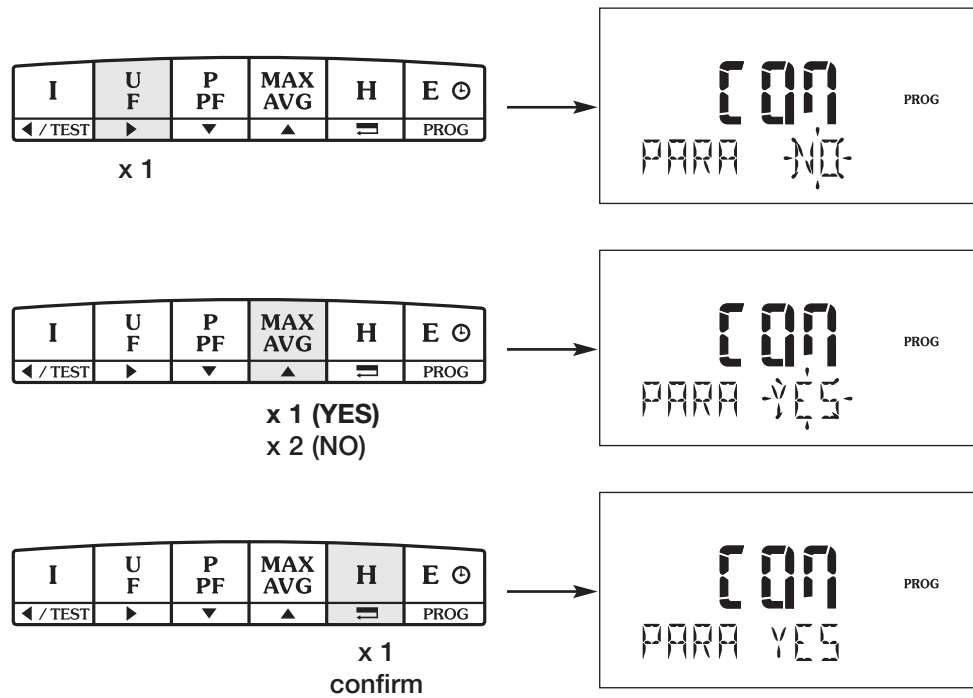 I U F P PF MAX AVG H E
◀ / TEST ▶ ▼ ▲ PROG
x 1
COM PROG
PARA NO
I U F P PF MAX AVG H E
◀ / TEST ▶ ▼ ▲ PROG
x 1 (YES)
x 2 (NO)
COM PROG
PARA YES
I U F P PF MAX AVG H E
◀ / TEST ▶ ▼ ▲ PROG
x 1
confirm
COM PROG
PARA YES